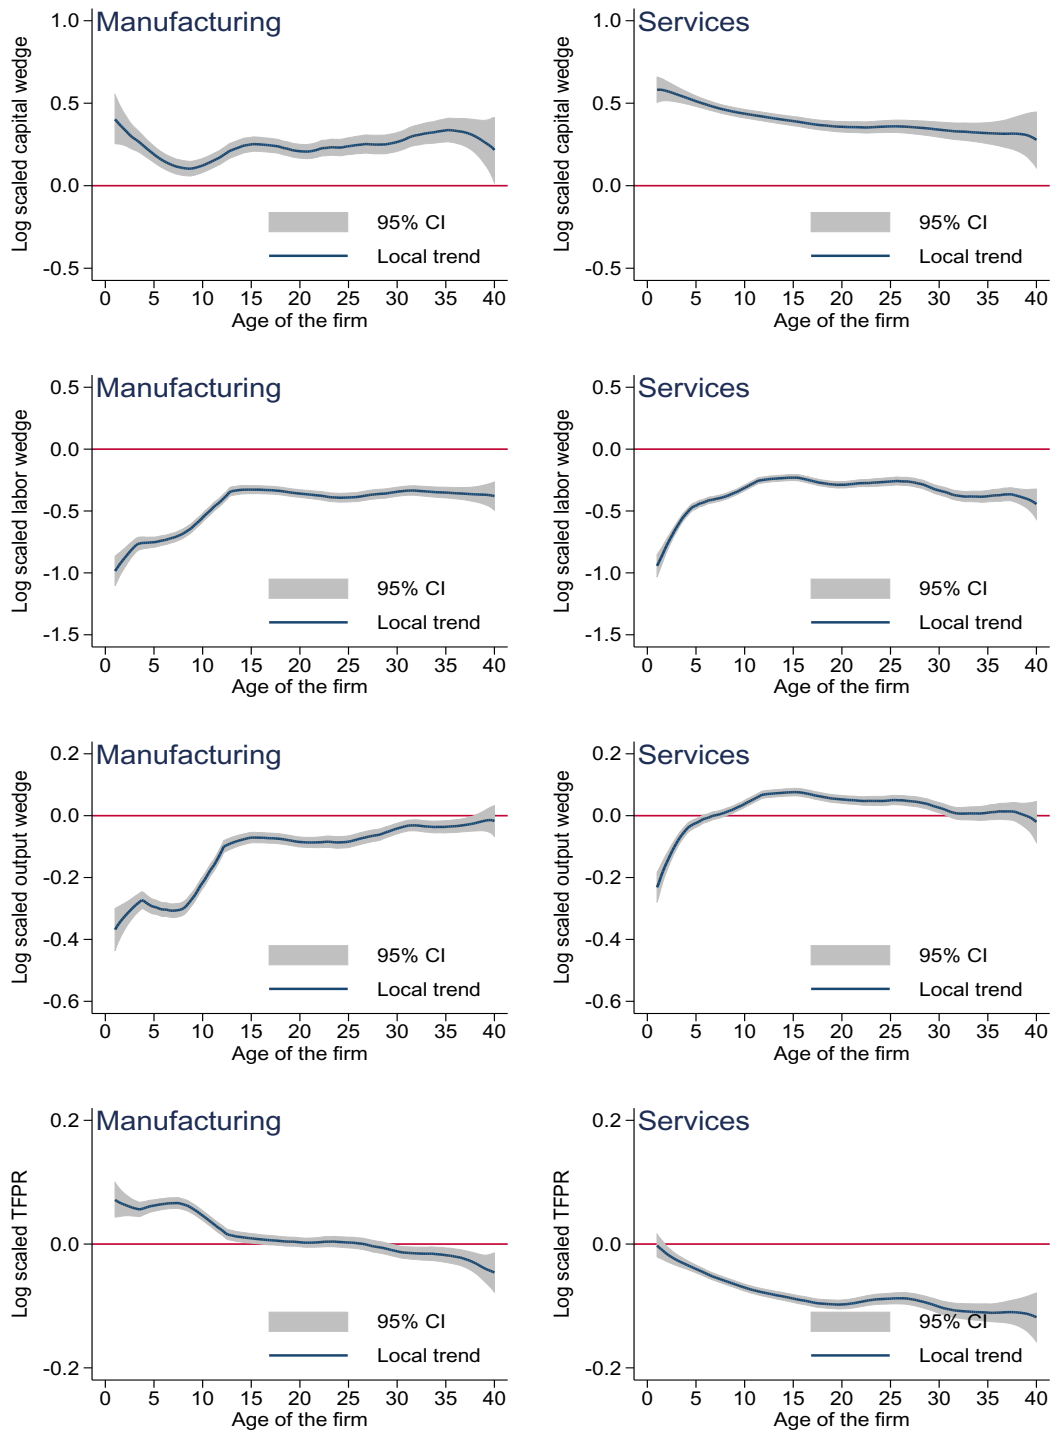 Manufacturing
Log scaled capital wedge
1.0
0.5
0.0
-0.5
95% CI
Local trend
0 5 10 15 20 25 30 35 40
Age of the firm
Services
Log scaled capital wedge
1.0
0.5
0.0
-0.5
95% CI
Local trend
0 5 10 15 20 25 30 35 40
Age of the firm
Manufacturing
Log scaled labor wedge
0.5
0.0
-0.5
-1.0
-1.5
95% CI
Local trend
0 5 10 15 20 25 30 35 40
Age of the firm
Services
Log scaled labor wedge
0.5
0.0
-0.5
-1.0
-1.5
95% CI
Local trend
0 5 10 15 20 25 30 35 40
Age of the firm
Manufacturing
Log scaled output wedge
0.2
0.0
-0.2
-0.4
-0.6
95% CI
Local trend
0 5 10 15 20 25 30 35 40
Age of the firm
Services
Log scaled output wedge
0.2
0.0
-0.2
-0.4
-0.6
95% CI
Local trend
0 5 10 15 20 25 30 35 40
Age of the firm
Manufacturing
Log scaled TFPR
0.2
0.0
-0.2
95% CI
Local trend
0 5 10 15 20 25 30 35 40
Age of the firm
Services
Log scaled TFPR
0.2
0.0
-0.2
95% CI
Local trend
0 5 10 15 20 25 30 35 40
Age of the firm